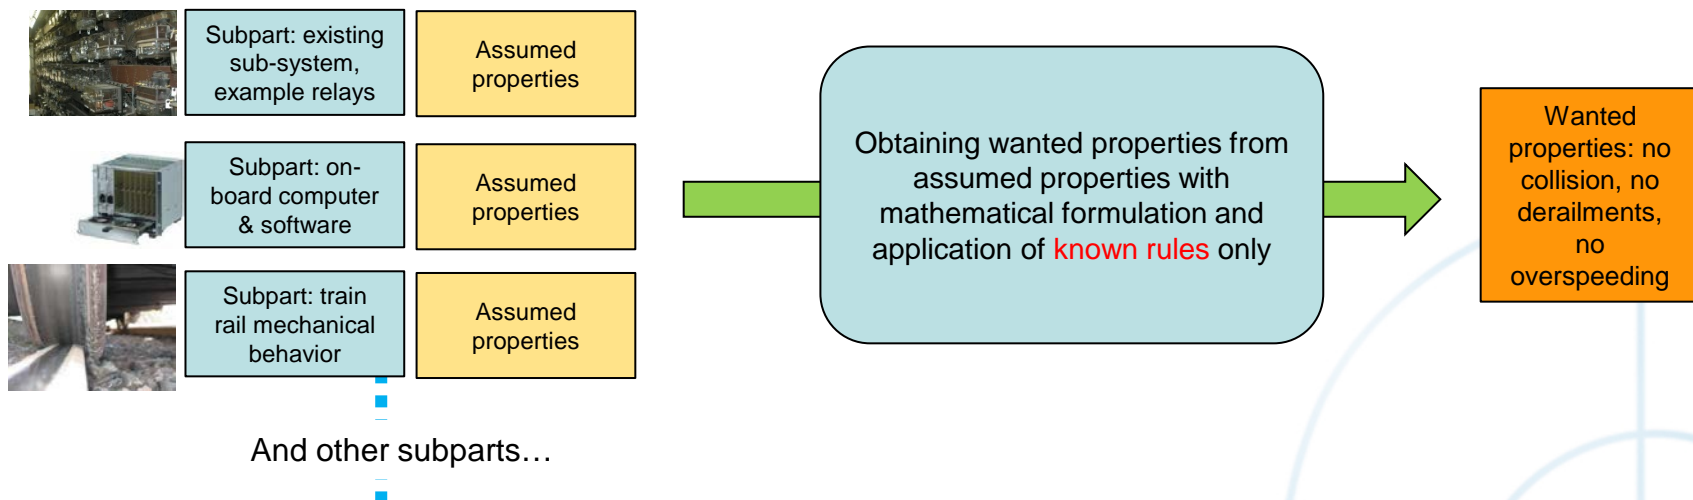 Subpart: existing
sub-system,
example relays
Assumed
properties
Subpart: on-
board computer
& software
Assumed
properties
Subpart: train
rail mechanical
behavior
Assumed
properties
And other subparts…
Obtaining wanted properties from
assumed properties with
mathematical formulation and
application of known rules only
Wanted
properties: no
collision, no
derailments,
no
overspeeding